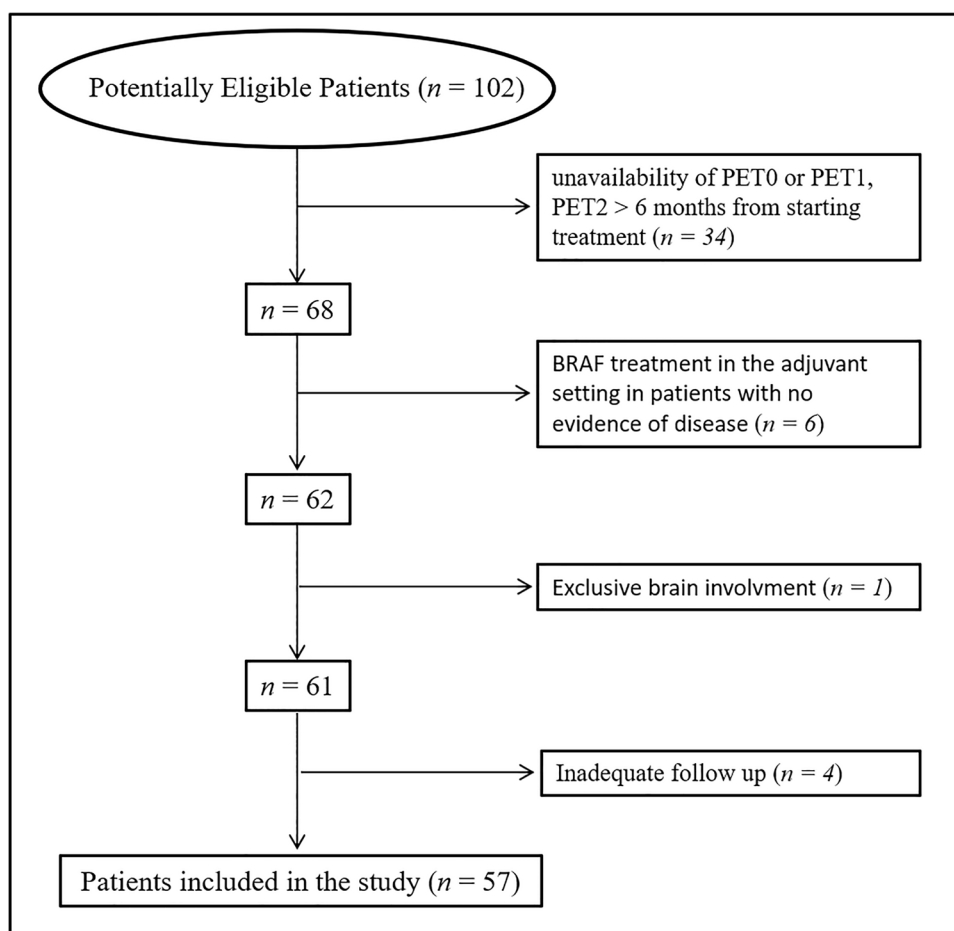 Potentially Eligible Patients (n = 102)
unavailability of PET0 or PET1,
PET2 > 6 months from starting
treatment (n = 34)
n = 68
BRAF treatment in the adjuvant
setting in patients with no
evidence of disease (n = 6)
n = 62
Exclusive brain involvment (n = 1)
n = 61
Inadequate follow up (n = 4)
Patients included in the study (n = 57)